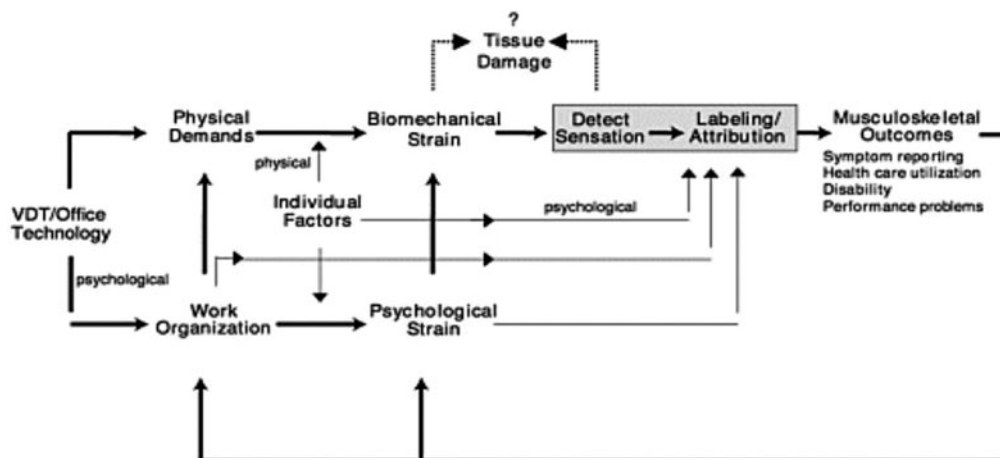 ?
Tissue
Damage
Physical
Demands
Biomechanical
Strain
Detect
Sensation
Labeling/
Attribution
Musculoskeletal
Outcomes
Symptom reporting
Health care utilization
Disability
Performance problems
physical
Individual
Factors
psychological
VDT/Office
Technology
psychological
Work
Organization
Psychological
Strain